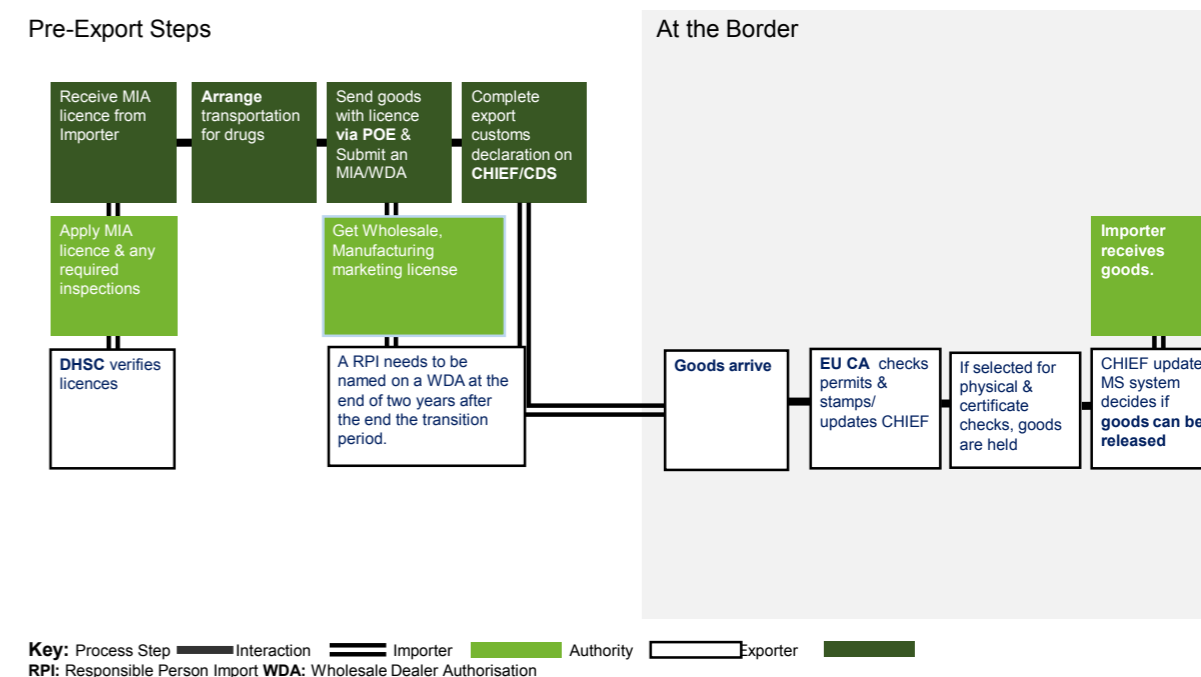 Pre-Export Steps
At the Border
Receive MIA
licence from
Importer
Arrange
transportation
for drugs
Send goods
with licence
via POE &
Submit an
MIA/WDA
Complete
export
customs
declaration on
CHIEF/CDS
Apply MIA
licence & any
required
inspections
Get Wholesale,
Manufacturing
marketing license
Importer
receives
goods.
DHSC verifies
licences
A RPI needs to be
named on a WDA at the
end of two years after
the end the transition
period.
Goods arrive
EU CA checks
permits &
stamps/
updates CHIEF
If selected for
physical &
certificate
checks, goods
are held
CHIEF update
MS system
decides if
goods can be
released
Key: Process Step Interaction Importer Authority Exporter
RPI: Responsible Person Import WDA: Wholesale Dealer Authorisation